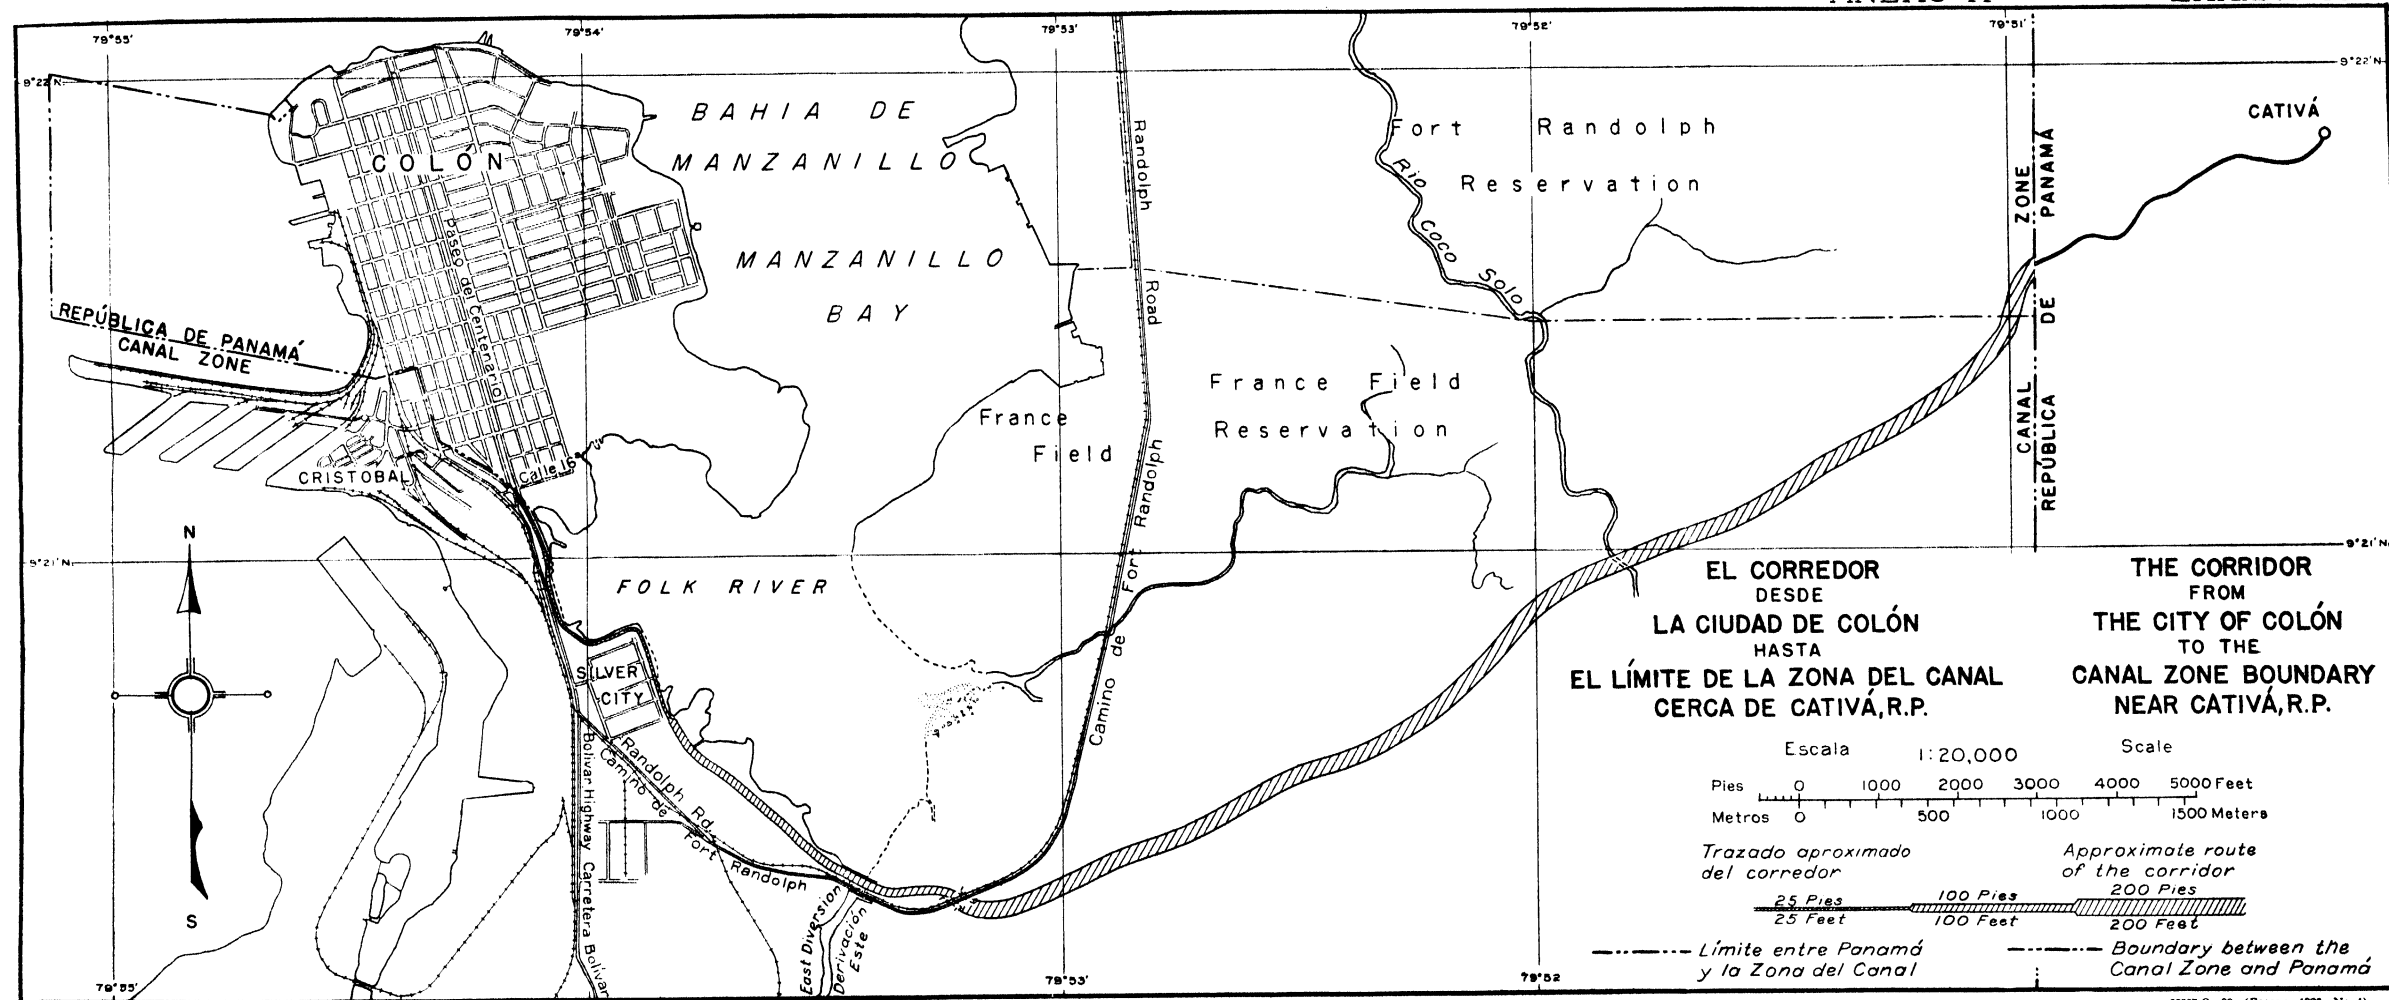 79°55'
79°54'
79°53'
79°52'
79°51'
9°22'N.
9°22'N.
BAHIA DE
MANZANILLO
MANZANILLO
BAY
COLÓN
Paseo del Centenario
Calle 16ª
REPÚBLICA DE PANAMÁ
CANAL ZONE
CRISTOBAL
Randolph
Road
Fort Randolph
Reservation
Rio Coco Solo
CATIVÁ
CANAL ZONE
REPÚBLICA DE PANAMÁ
France
Field
France Field
Reservation
Camino de Fort Randolph
9°21'N.
9°21'N.
FOLK RIVER
N
S
SILVER
CITY
Randolph Rd.
Camino de Fort Randolph
Bolivar Highway Carretera Bolivar
East Diversion
Derivación
Este
79°55'
79°53'
79°52
EL CORREDOR
DESDE
LA CIUDAD DE COLÓN
HASTA
EL LÍMITE DE LA ZONA DEL CANAL
CERCA DE CATIVÁ, R.P.
THE CORRIDOR
FROM
THE CITY OF COLÓN
TO THE
CANAL ZONE BOUNDARY
NEAR CATIVÁ, R.P.
Escala 1:20,000 Scale
Pies 0 1000 2000 3000 4000 5000 Feet
Metros 0 500 1000 1500 Meters
Trazado aproximado
del corredor
Approximate route
of the corridor
25 Pies 100 Pies 200 Pies
25 Feet 100 Feet 200 Feet
Límite entre Panamá
y la Zona del Canal
Boundary between the
Canal Zone and Panamá